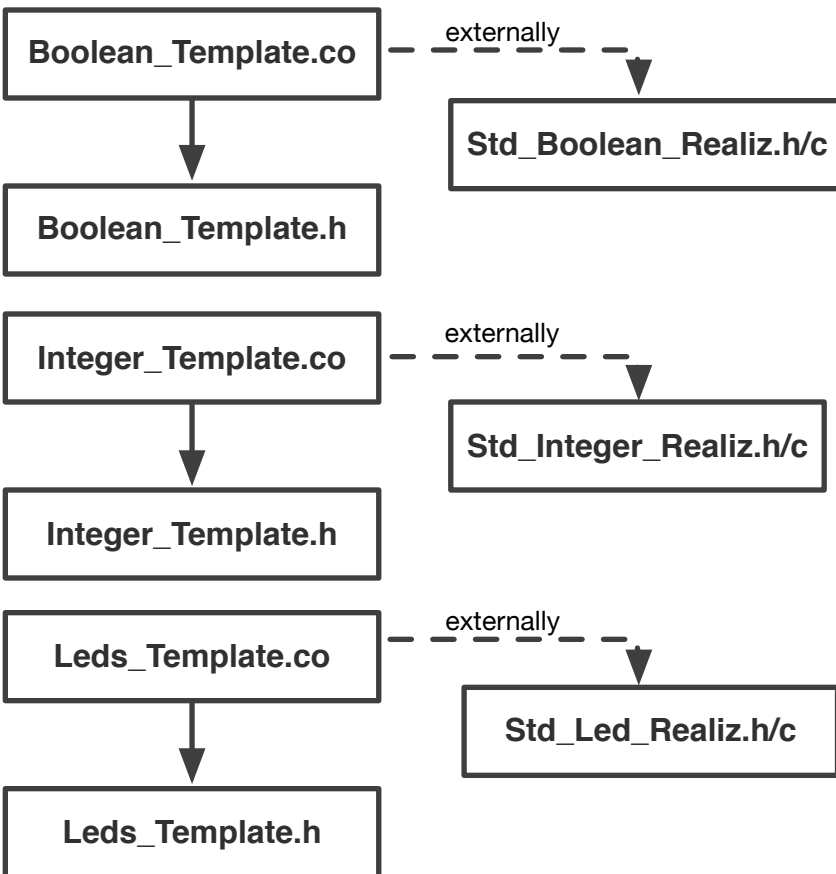 Boolean_Template.co
externally
Std_Boolean_Realiz.h/c
Boolean_Template.h
Integer_Template.co
externally
Std_Integer_Realiz.h/c
Integer_Template.h
Leds_Template.co
externally
Std_Led_Realiz.h/c
Leds_Template.h